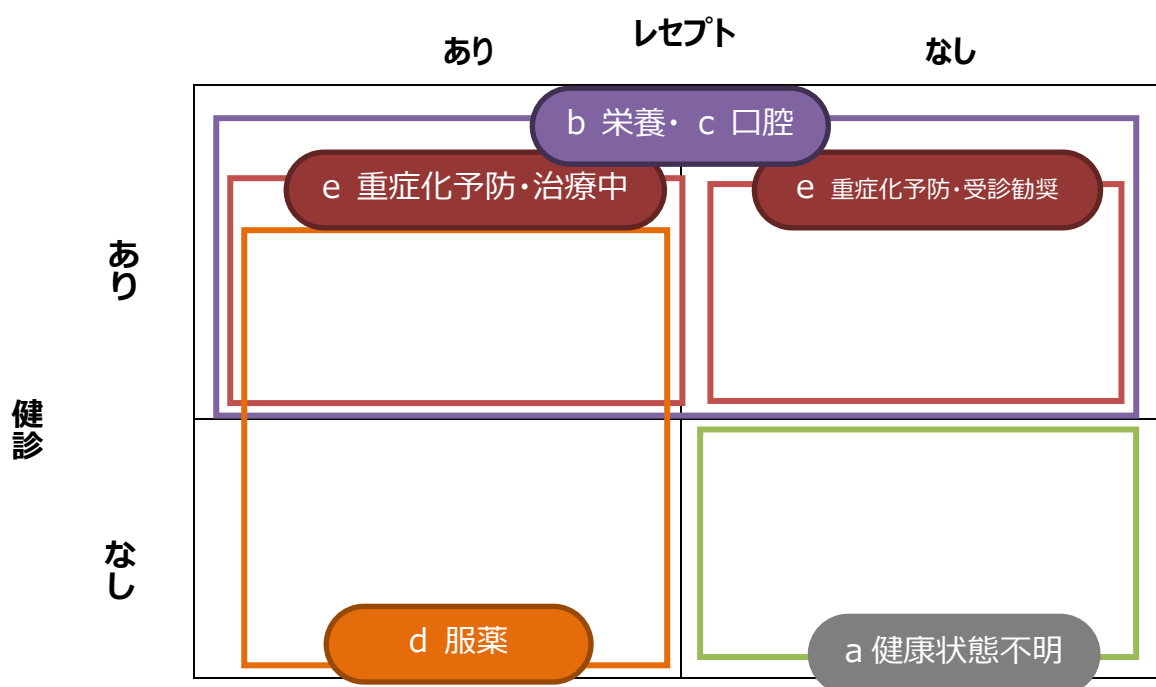 レセプト
あり
なし
b 栄養・ c 口腔
e 重症化予防・治療中
e 重症化予防・受診勧奨
あり
健診
なし
d 服薬
a 健康状態不明